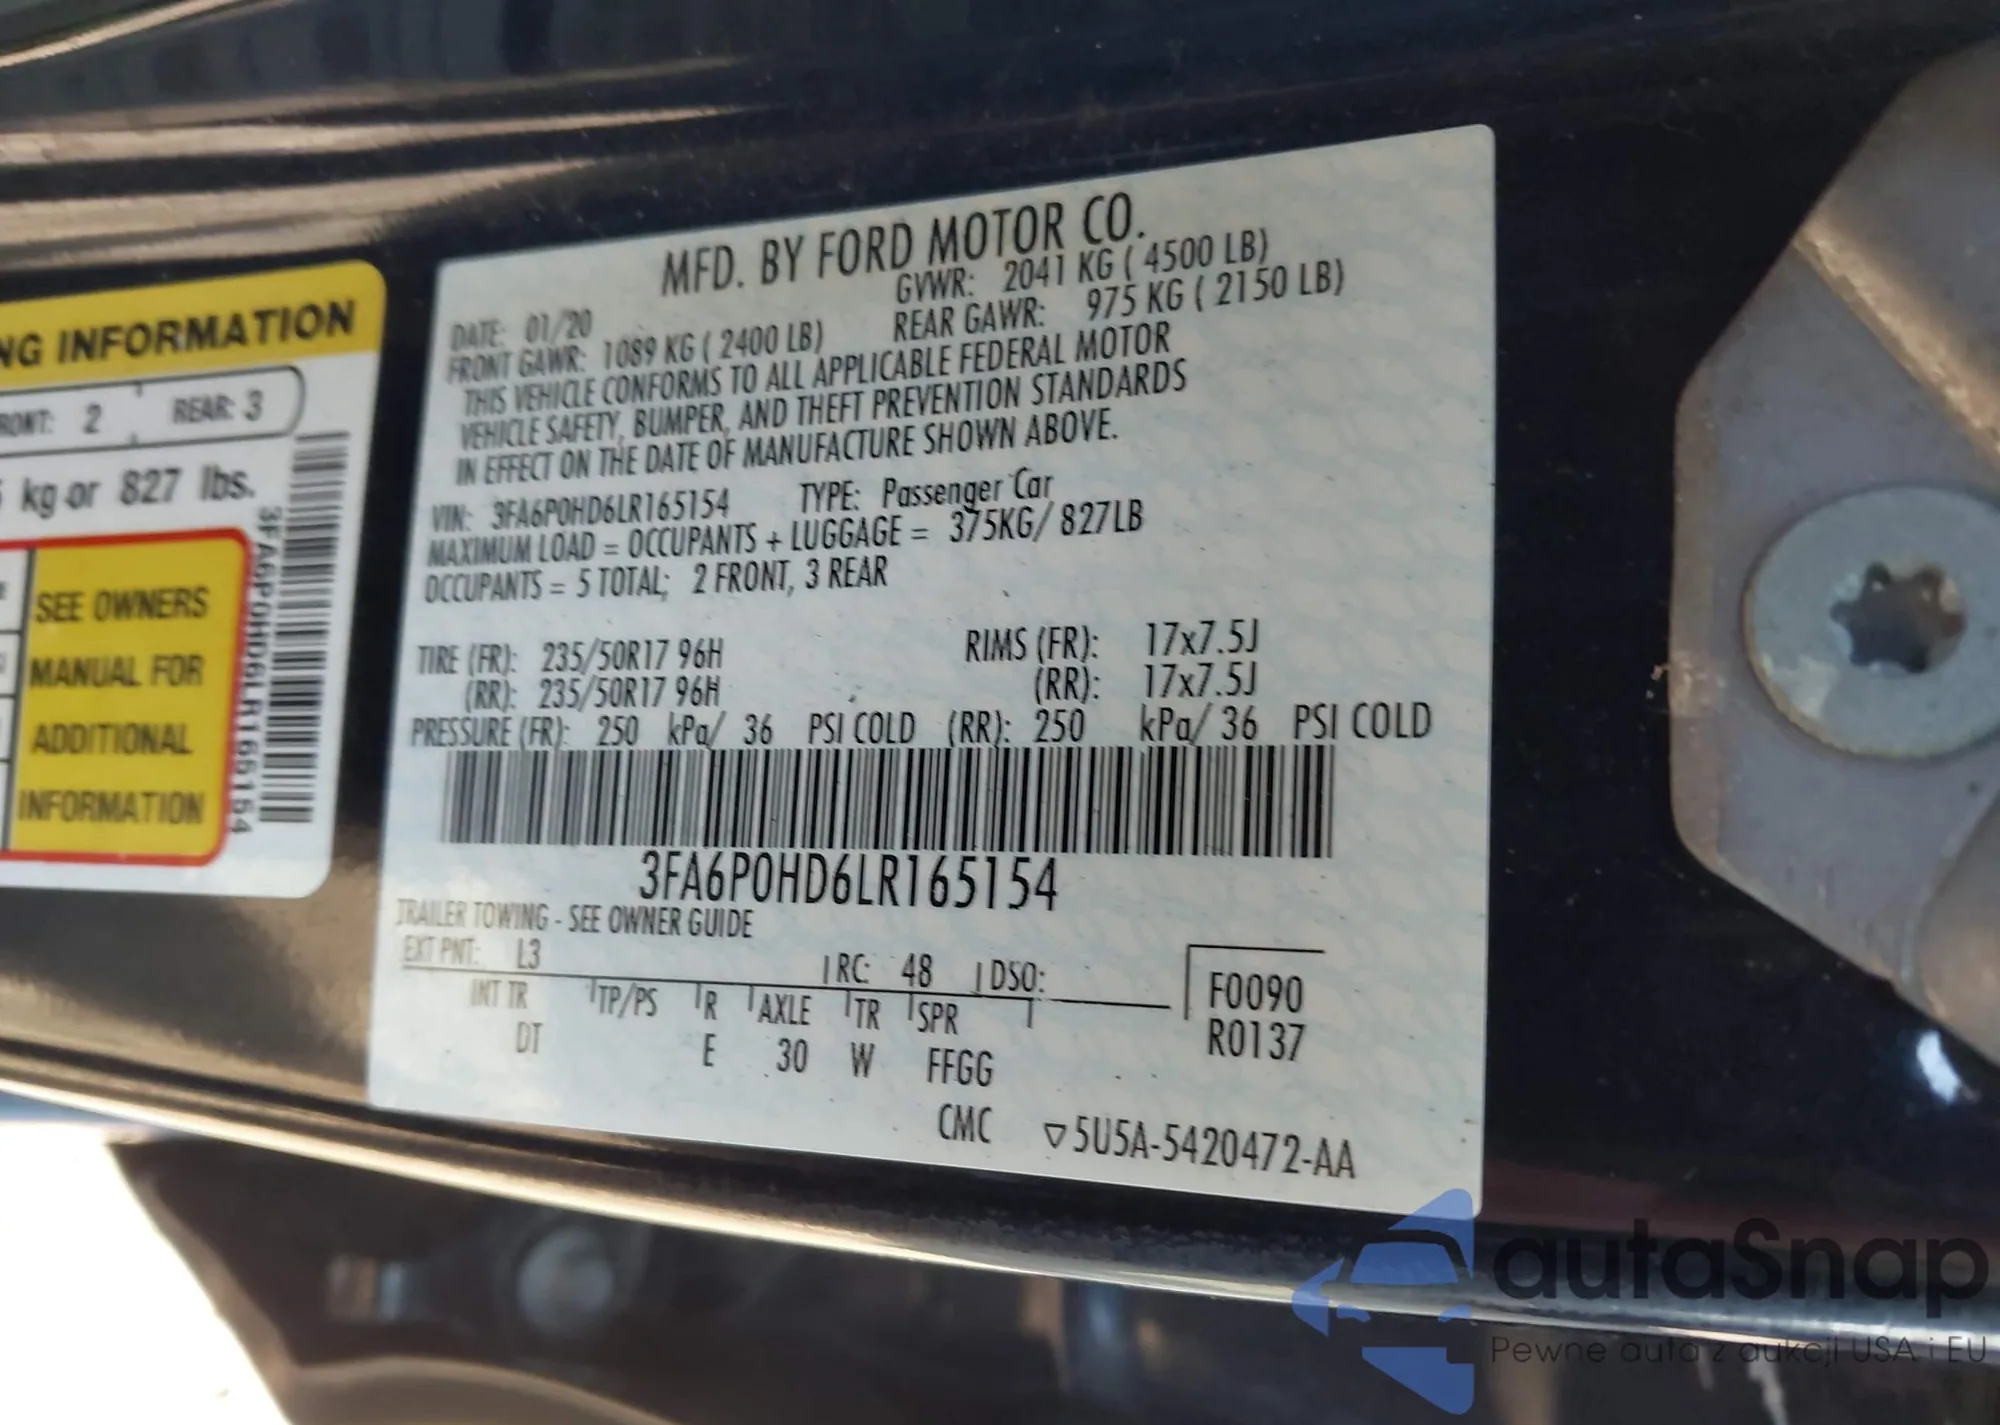 NG INFORMATION
RONT: 2 REAR: 3
kg or 827 lbs.
SEE OWNERS
MANUAL FOR
ADDITIONAL
INFORMATION
3FA6P0HD6LR165154
MFD. BY FORD MOTOR CO.
DATE: 01/20 GVWR: 2041 KG ( 4500 LB)
FRONT GAWR: 1089 KG ( 2400 LB) REAR GAWR: 975 KG ( 2150 LB)
THIS VEHICLE CONFORMS TO ALL APPLICABLE FEDERAL MOTOR
VEHICLE SAFETY, BUMPER, AND THEFT PREVENTION STANDARDS
IN EFFECT ON THE DATE OF MANUFACTURE SHOWN ABOVE.
VIN: 3FA6P0HD6LR165154 TYPE: Passenger Car
MAXIMUM LOAD = OCCUPANTS + LUGGAGE = 375KG/ 827LB
OCCUPANTS = 5 TOTAL; 2 FRONT, 3 REAR
TIRE (FR): 235/50R17 96H RIMS (FR): 17x7.5J
(RR): 235/50R17 96H (RR): 17x7.5J
PRESSURE (FR): 250 kPa/ 36 PSI COLD (RR): 250 kPa/ 36 PSI COLD
3FA6P0HD6LR165154
TRAILER TOWING - SEE OWNER GUIDE
EXT PNT: L3 RC: 48 DSO: F0090
INT TR TP/PS R AXLE TR SPR R0137
DT E 30 W FFGG
CMC ▽5U5A-5420472-AA
autaSnap
Pewne auta z aukcji USA i EU